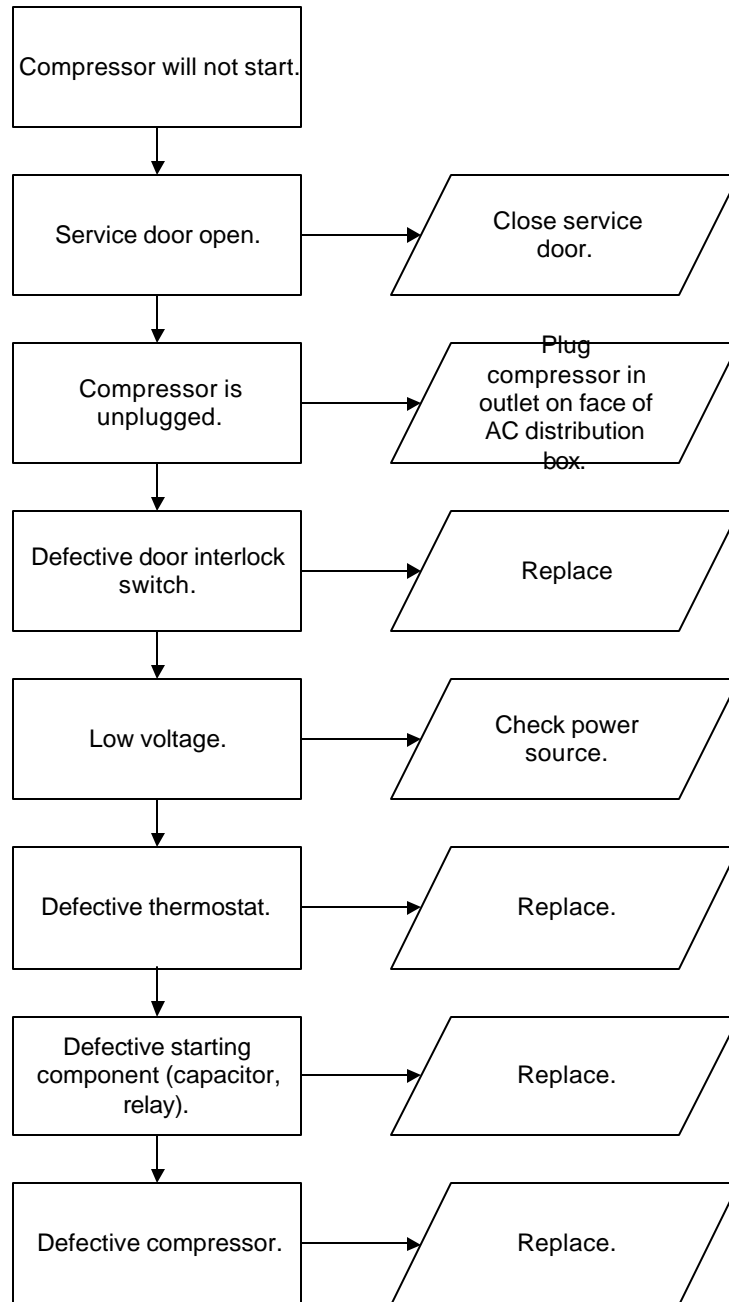 Compressor will not start.
Service door open.
Close service
door.
Compressor is
unplugged.
Plug
compressor in
outlet on face of
AC distribution
box.
Defective door interlock
switch.
Replace
Low voltage.
Check power
source.
Defective thermostat.
Replace.
Defective starting
component (capacitor,
relay).
Replace.
Defective compressor.
Replace.